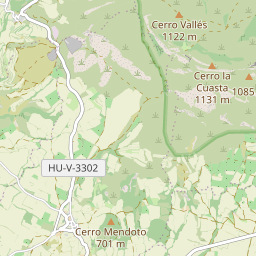 Cerro Vallés
1122 m
Cerro la
Cuasta
1131 m
1085
HU-V-3302
Cerro Mendoto
701 m